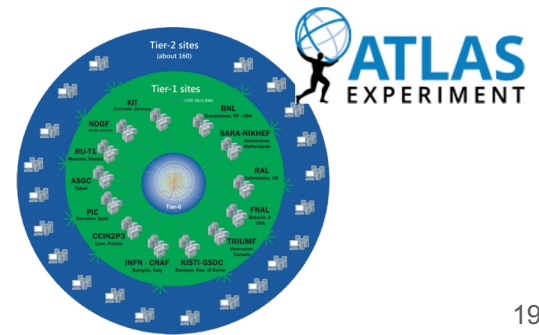 Tier-2 sites
(about 160)
Tier-1 sites
KIT
Karlsruhe, Germany
NDGF
RU-T1
Moscow, Russia
ASGC
Taipei
PIC
Barcelona, Spain
CCIN2P3
Lyon, France
INFN - CNAF
Bologna, Italy
KISTI-GSDC
Daejeon, Rep. of Korea
TRIUMF
Vancouver,
Canada
FNAL
Batavia, IL
USA
RAL
Oxfordshire, UK
SARA-NIKHEF
Amsterdam,
Netherlands
BNL
Brookhaven, NY - USA
Tier-0
ATLAS
EXPERIMENT
19